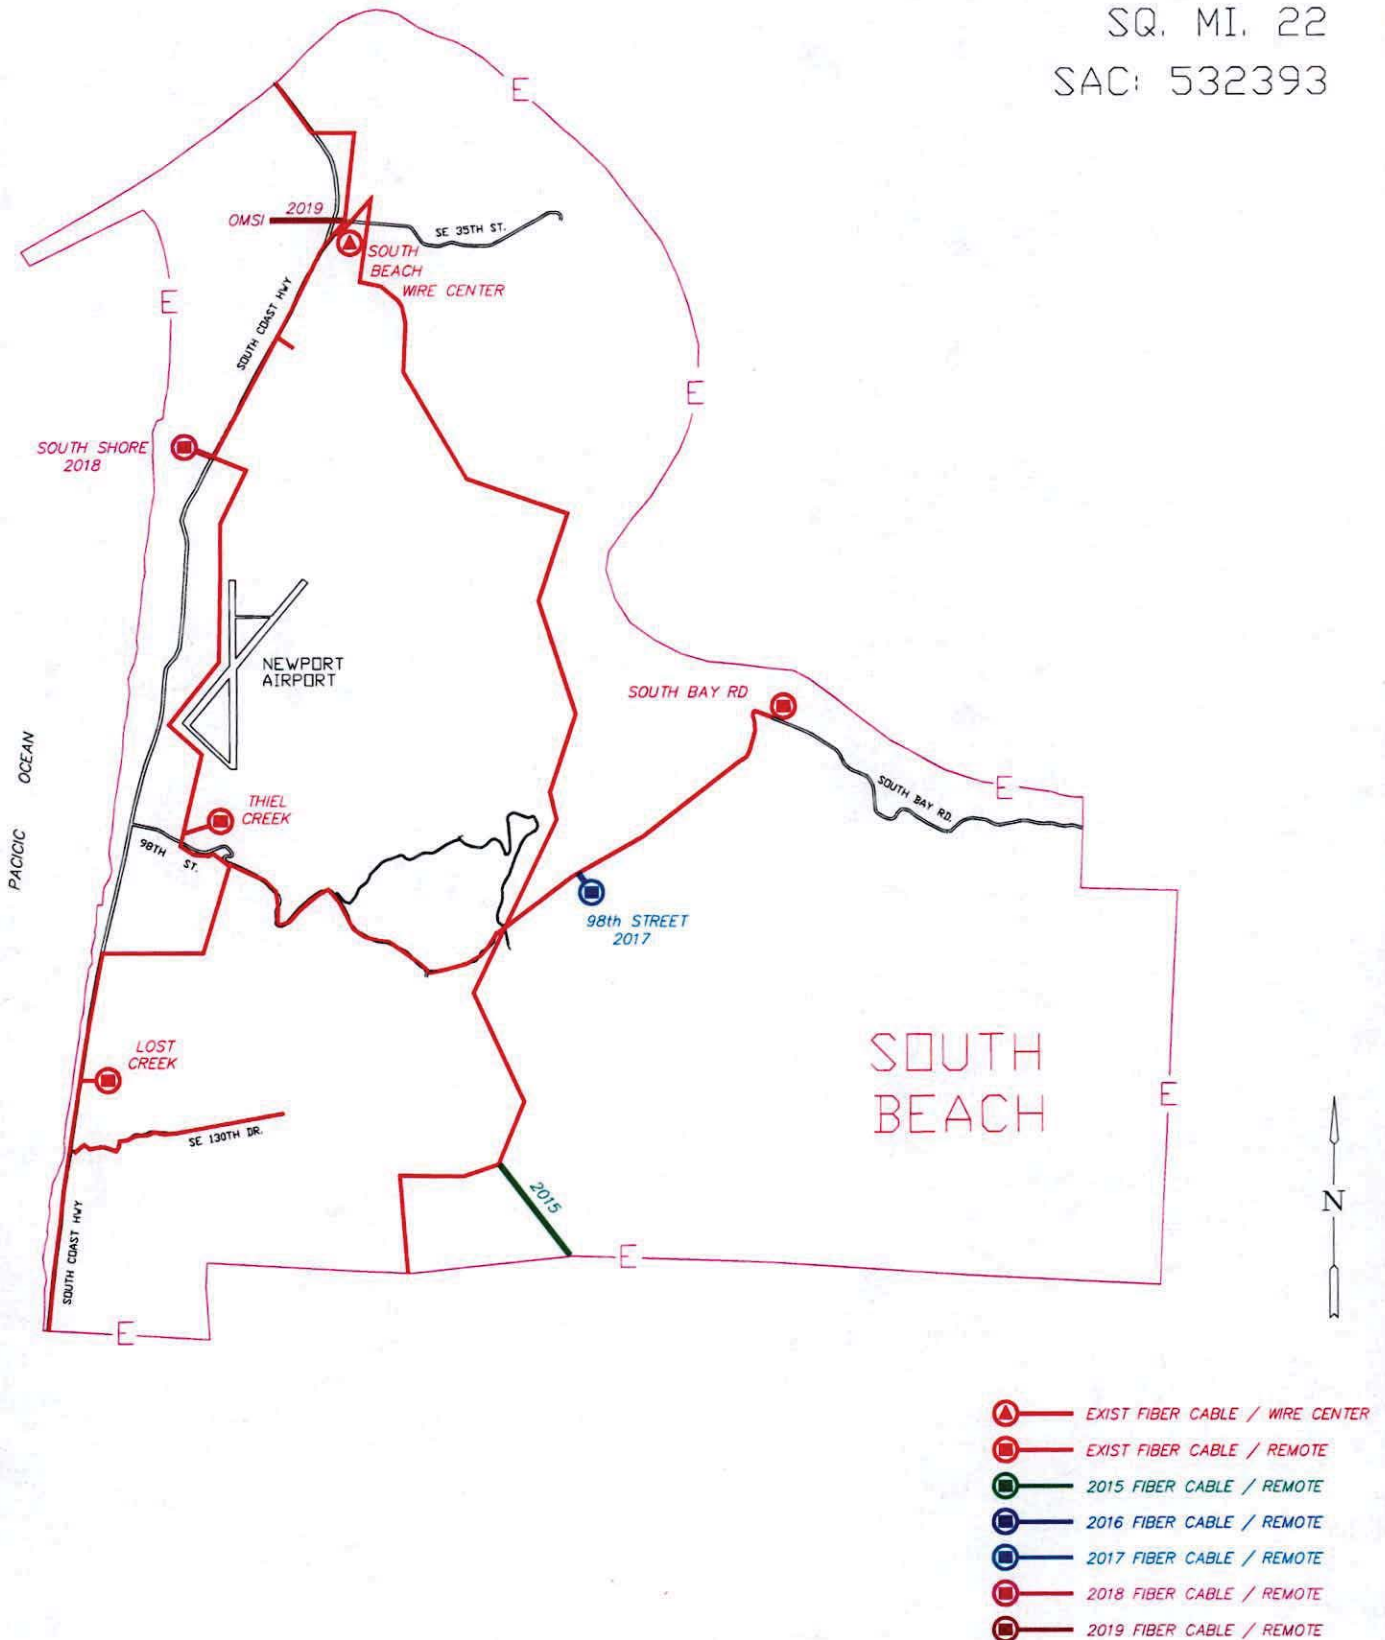 SQ. MI. 22
SAC: 532393
E
OMSI
2019
SE 35TH ST.
SOUTH
BEACH
WIRE CENTER
E
SOUTH COAST HWY
E
SOUTH SHORE
2018
NEWPORT
AIRPORT
SOUTH BAY RD
PACICIC OCEAN
E
SOUTH BAY RD.
THIEL
CREEK
98TH ST.
98th STREET
2017
LOST
CREEK
SOUTH
BEACH
E
SE 130TH DR.
2015
N
SOUTH COAST HWY
E
E
EXIST FIBER CABLE / WIRE CENTER
EXIST FIBER CABLE / REMOTE
2015 FIBER CABLE / REMOTE
2016 FIBER CABLE / REMOTE
2017 FIBER CABLE / REMOTE
2018 FIBER CABLE / REMOTE
2019 FIBER CABLE / REMOTE